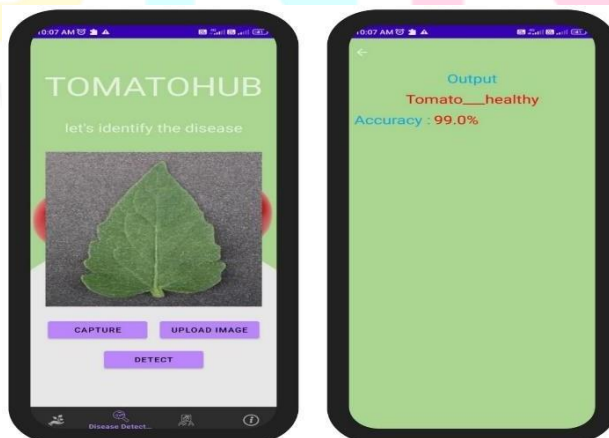 10:07 AM
TOMATOHUB
let's identify the disease
CAPTURE
UPLOAD IMAGE
DETECT
Disease Detect...
10:07 AM
Output
Tomato___healthy
Accuracy : 99.0%